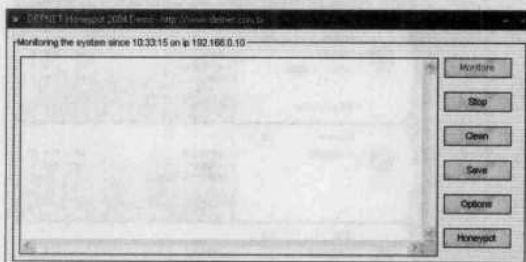 DEFNET Honeypot 2004 Demo - http://www.defnet.com.br
Monitoring the system since 10:33:15 on ip 192.168.0.10
Monitore
Stop
Clean
Save
Options
Honeypot